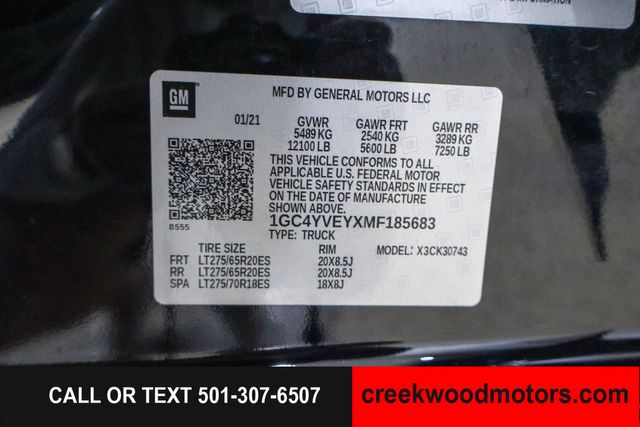 INFORMATION
GM
MFD BY GENERAL MOTORS LLC
01/21 GVWR GAWR FRT GAWR RR
5489 KG 2540 KG 3289 KG
12100 LB 5600 LB 7250 LB
THIS VEHICLE CONFORMS TO ALL
APPLICABLE U.S. FEDERAL MOTOR
VEHICLE SAFETY STANDARDS IN EFFECT
ON THE DATE OF MANUFACTURE
SHOWN ABOVE.
1GC4YVEYXMF185683
8555
TYPE: TRUCK
TIRE SIZE RIM MODEL: X3CK30743
FRT LT275/65R20ES 20X8.5J
RR LT275/65R20ES 20X8.5J
SPA LT275/70R18ES 18X8J
CALL OR TEXT 501-307-6507
creekwoodmotors.com